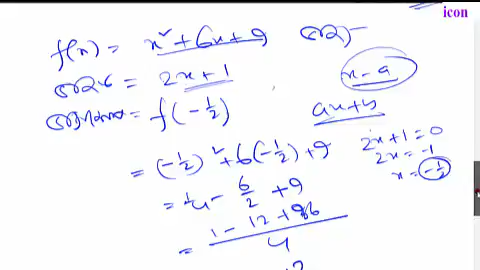 icon
f(x) = x² + 6x + 9
= 2x + 1
x - a
= f(-1/2)
ax + b
= (-1/2)² + 6(-1/2) + 9
2x + 1 = 0
2x = -1
x = -1/2
= 1/4 - 6/2 + 9
= (1 - 12 + 36)/4